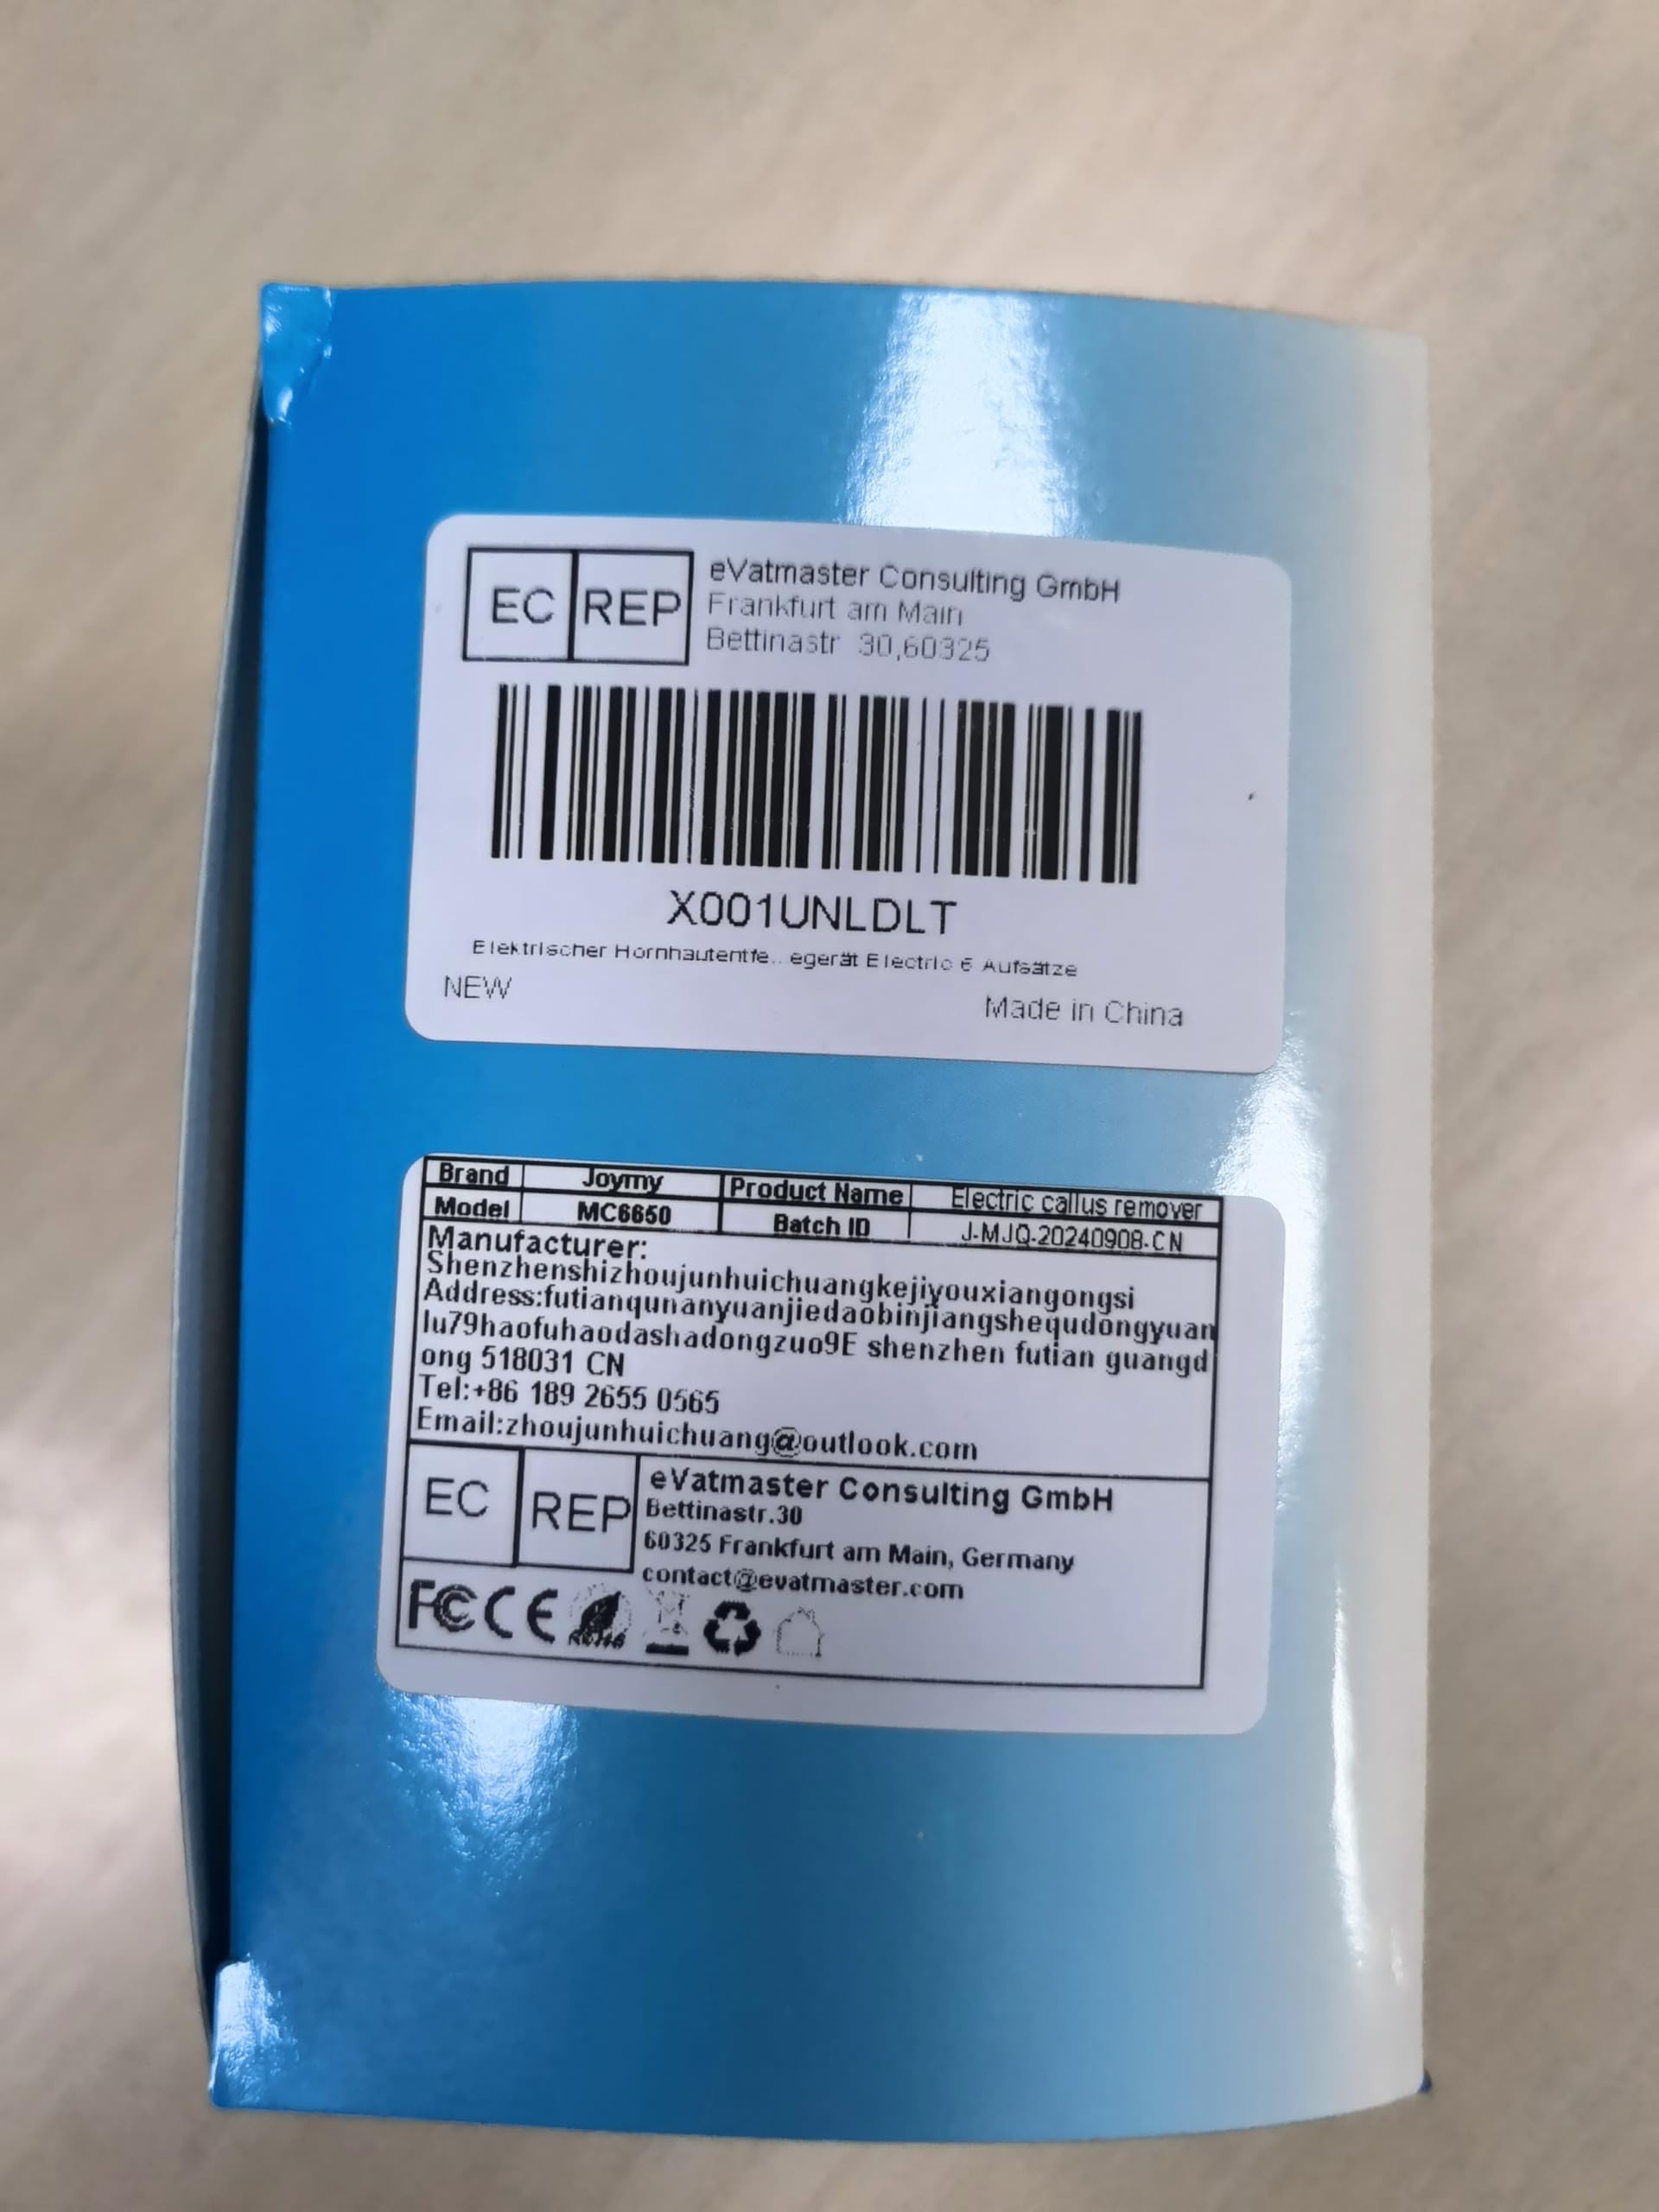 EC REP
eVatmaster Consulting GmbH
Frankfurt am Main
Bettinastr 30,60325
X001UNLDLT
Elektrischer Hornhautentfe...egerät Electric 6 Aufsätze
NEW
Made in China
Brand Joymy Product Name Electric callus remover
Model MC6650 Batch ID J-MJQ-20240908-CN
Manufacturer:
Shenzhenshizhoujunhuichuangkejiyouxiangongsi
Address:futianqunanyuanjiedaobinjiangshequdongyuan
lu79haofuhaodashadongzuo9E shenzhen futian guangd
ong 518031 CN
Tel:+86 189 2655 0565
Email:zhoujunhuichuang@outlook.com
EC REP
eVatmaster Consulting GmbH
Bettinastr.30
60325 Frankfurt am Main, Germany
contact@evatmaster.com
FC CE RoHS